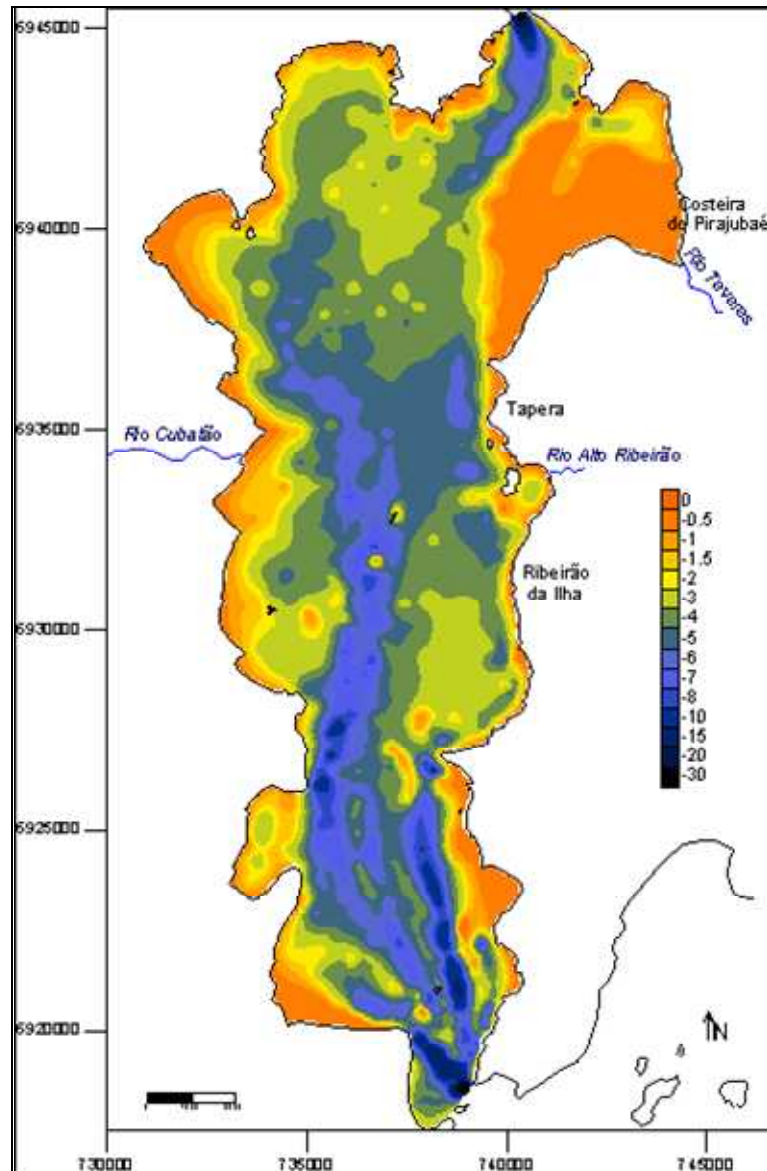 6945000
6940000
6935000
6930000
6925000
6920000
730000
735000
740000
745000
Costeira
do Pirajubaé
Rio Tavares
Tapera
Rio Cubatão
Rio Alto Ribeirão
Ribeirão
da Ilha
0
-0.5
-1
-1.5
-2
-3
-4
-5
-6
-7
-8
-10
-15
-20
-30
N